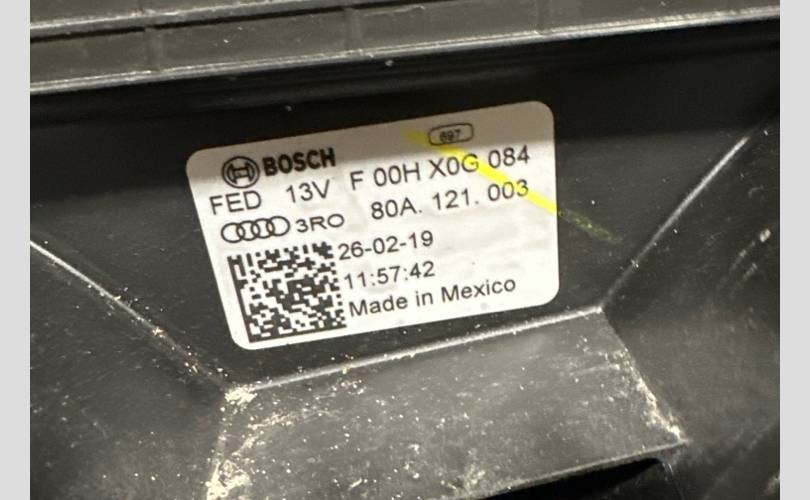 697
BOSCH
FED 13V F 00H X0G 084
3RO 80A. 121. 003
26-02-19
11:57:42
Made in Mexico